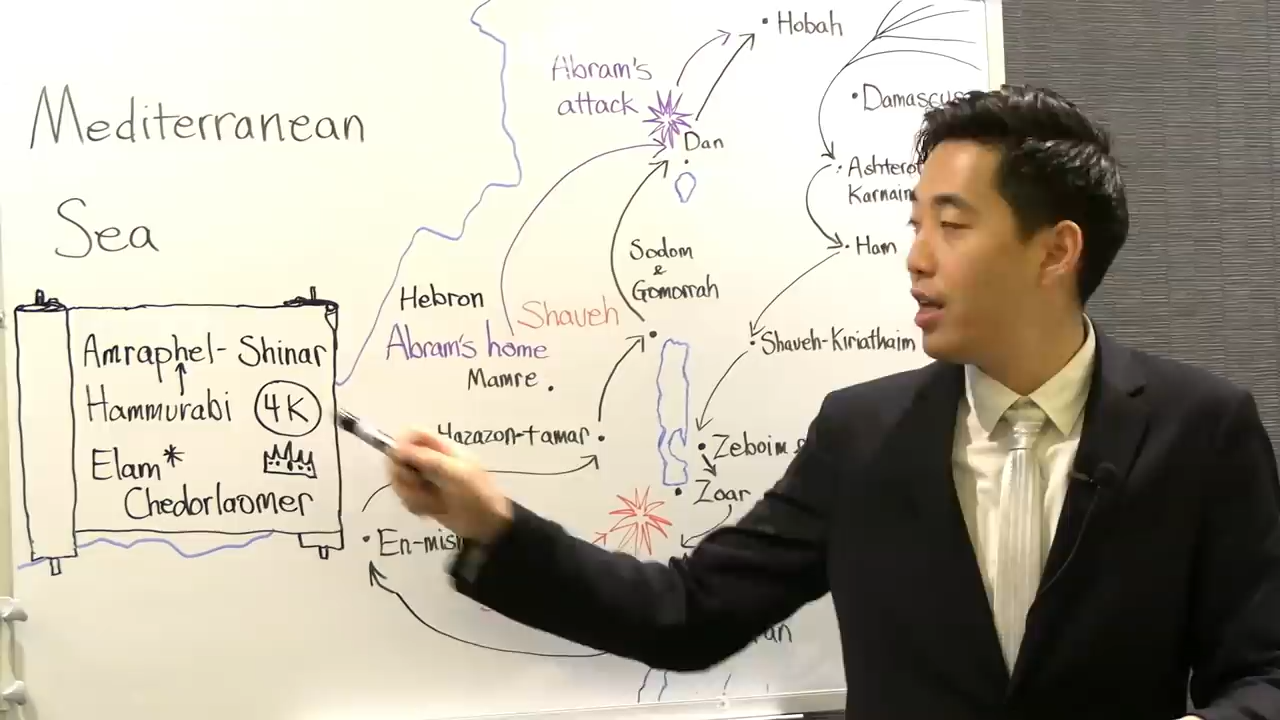 Mediterranean
Sea
Amraphel- Shinar
Hammurabi 4K
Elam*
Chedorlaomer
Hobah
Abram's
attack
Dan
Damascus
Karnaim
Ham
Sodom
&
Gomorrah
Hebron
Shaveh
Abram's home
Mamre
Shaveh-Kiriathaim
Hazazon-tamar
Zeboim
Zoar